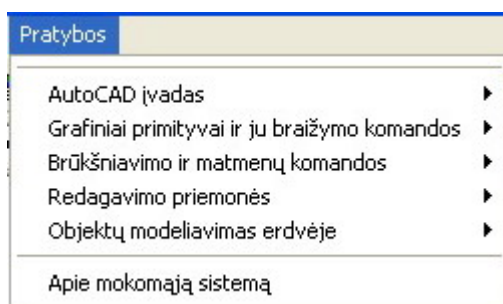 Pratybos
AutoCAD įvadas
Grafiniai primityvai ir ju braižymo komandos
Brūkšniavimo ir matmenų komandos
Redagavimo priemonės
Objektų modeliavimas erdvėje
Apie mokomąją sistemą